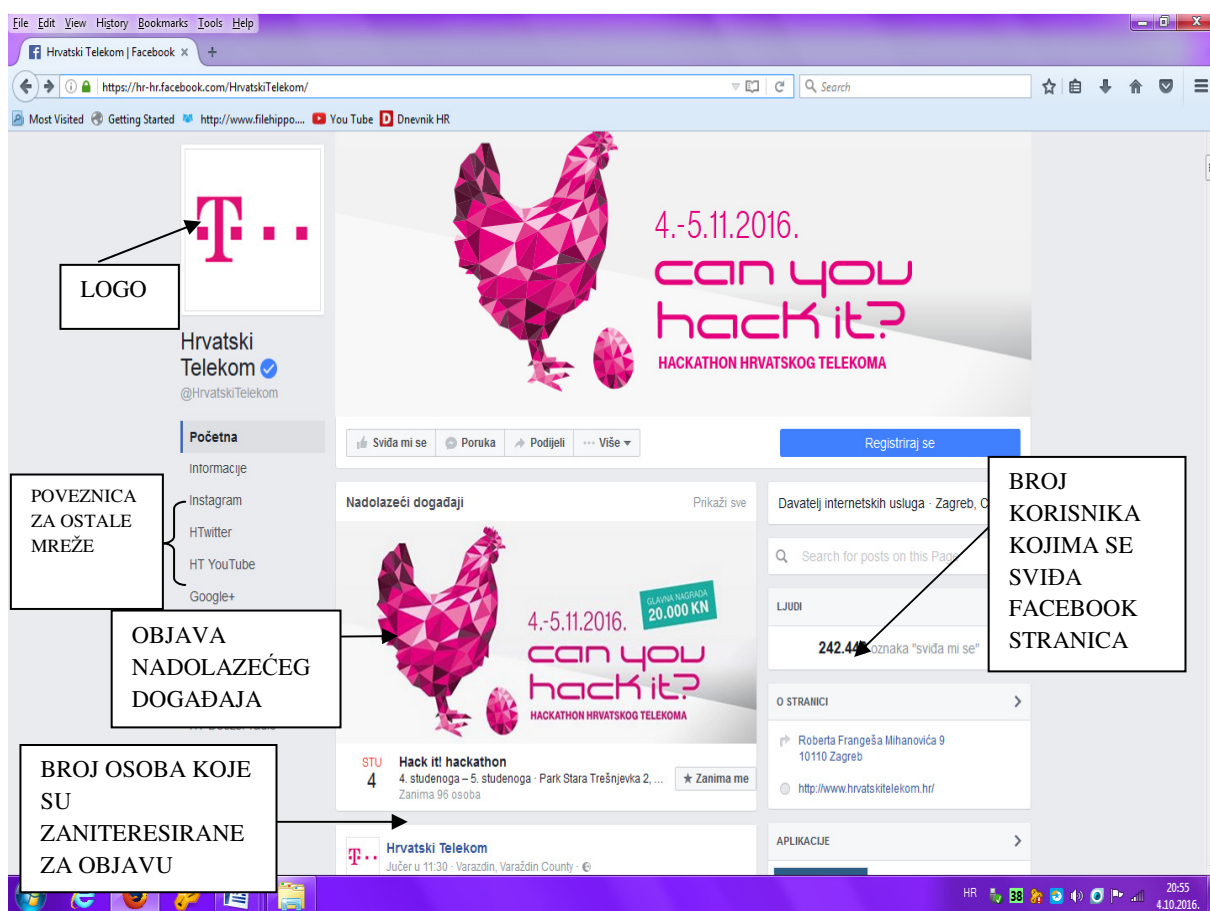 File Edit View History Bookmarks Tools Help
Hrvatski Telekom | Facebook
https://hr-hr.facebook.com/HrvatskiTelekom/
Search
Most Visited Getting Started http://www.filehippo.... You Tube Dnevnik HR
T
4.-5.11.2016.
can you
hack it?
HACKATHON HRVATSKOG TELEKOMA
LOGO
Hrvatski
Telekom
@HrvatskiTelekom
Početna
Informacije
Instagram
HTwitter
HT YouTube
Google+
POVEZNICA
ZA OSTALE
MREŽE
Sviđa mi se Poruka Podijeli Više
Registriraj se
Nadolazeći događaji Prikaži sve
GLAVNA NAGRADA
20.000 KN
4.-5.11.2016.
can you
hack it?
HACKATHON HRVATSKOG TELEKOMA
OBJAVA
NADOLAZEĆEG
DOGAĐAJA
STU
4
Hack it! hackathon
4. studenoga – 5. studenoga · Park Stara Trešnjevka 2, ...
Zanima 96 osoba
Zanima me
BROJ OSOBA KOJE
SU
ZANITERESIRANE
ZA OBJAVU
T
Hrvatski Telekom
Jučer u 11:30 · Varazdin, Varaždin County
Davatelj internetskih usluga · Zagreb,
Search for posts on this
LJUDI
oznaka "sviđa mi se"
BROJ
KORISNIKA
KOJIMA SE
SVIĐA
FACEBOOK
STRANICA
O STRANICI
Roberta Frangeša Mihanovića 9
10110 Zagreb
http://www.hrvatskitelekom.hr/
APLIKACIJE
HR 38 20:55
4.10.2016.